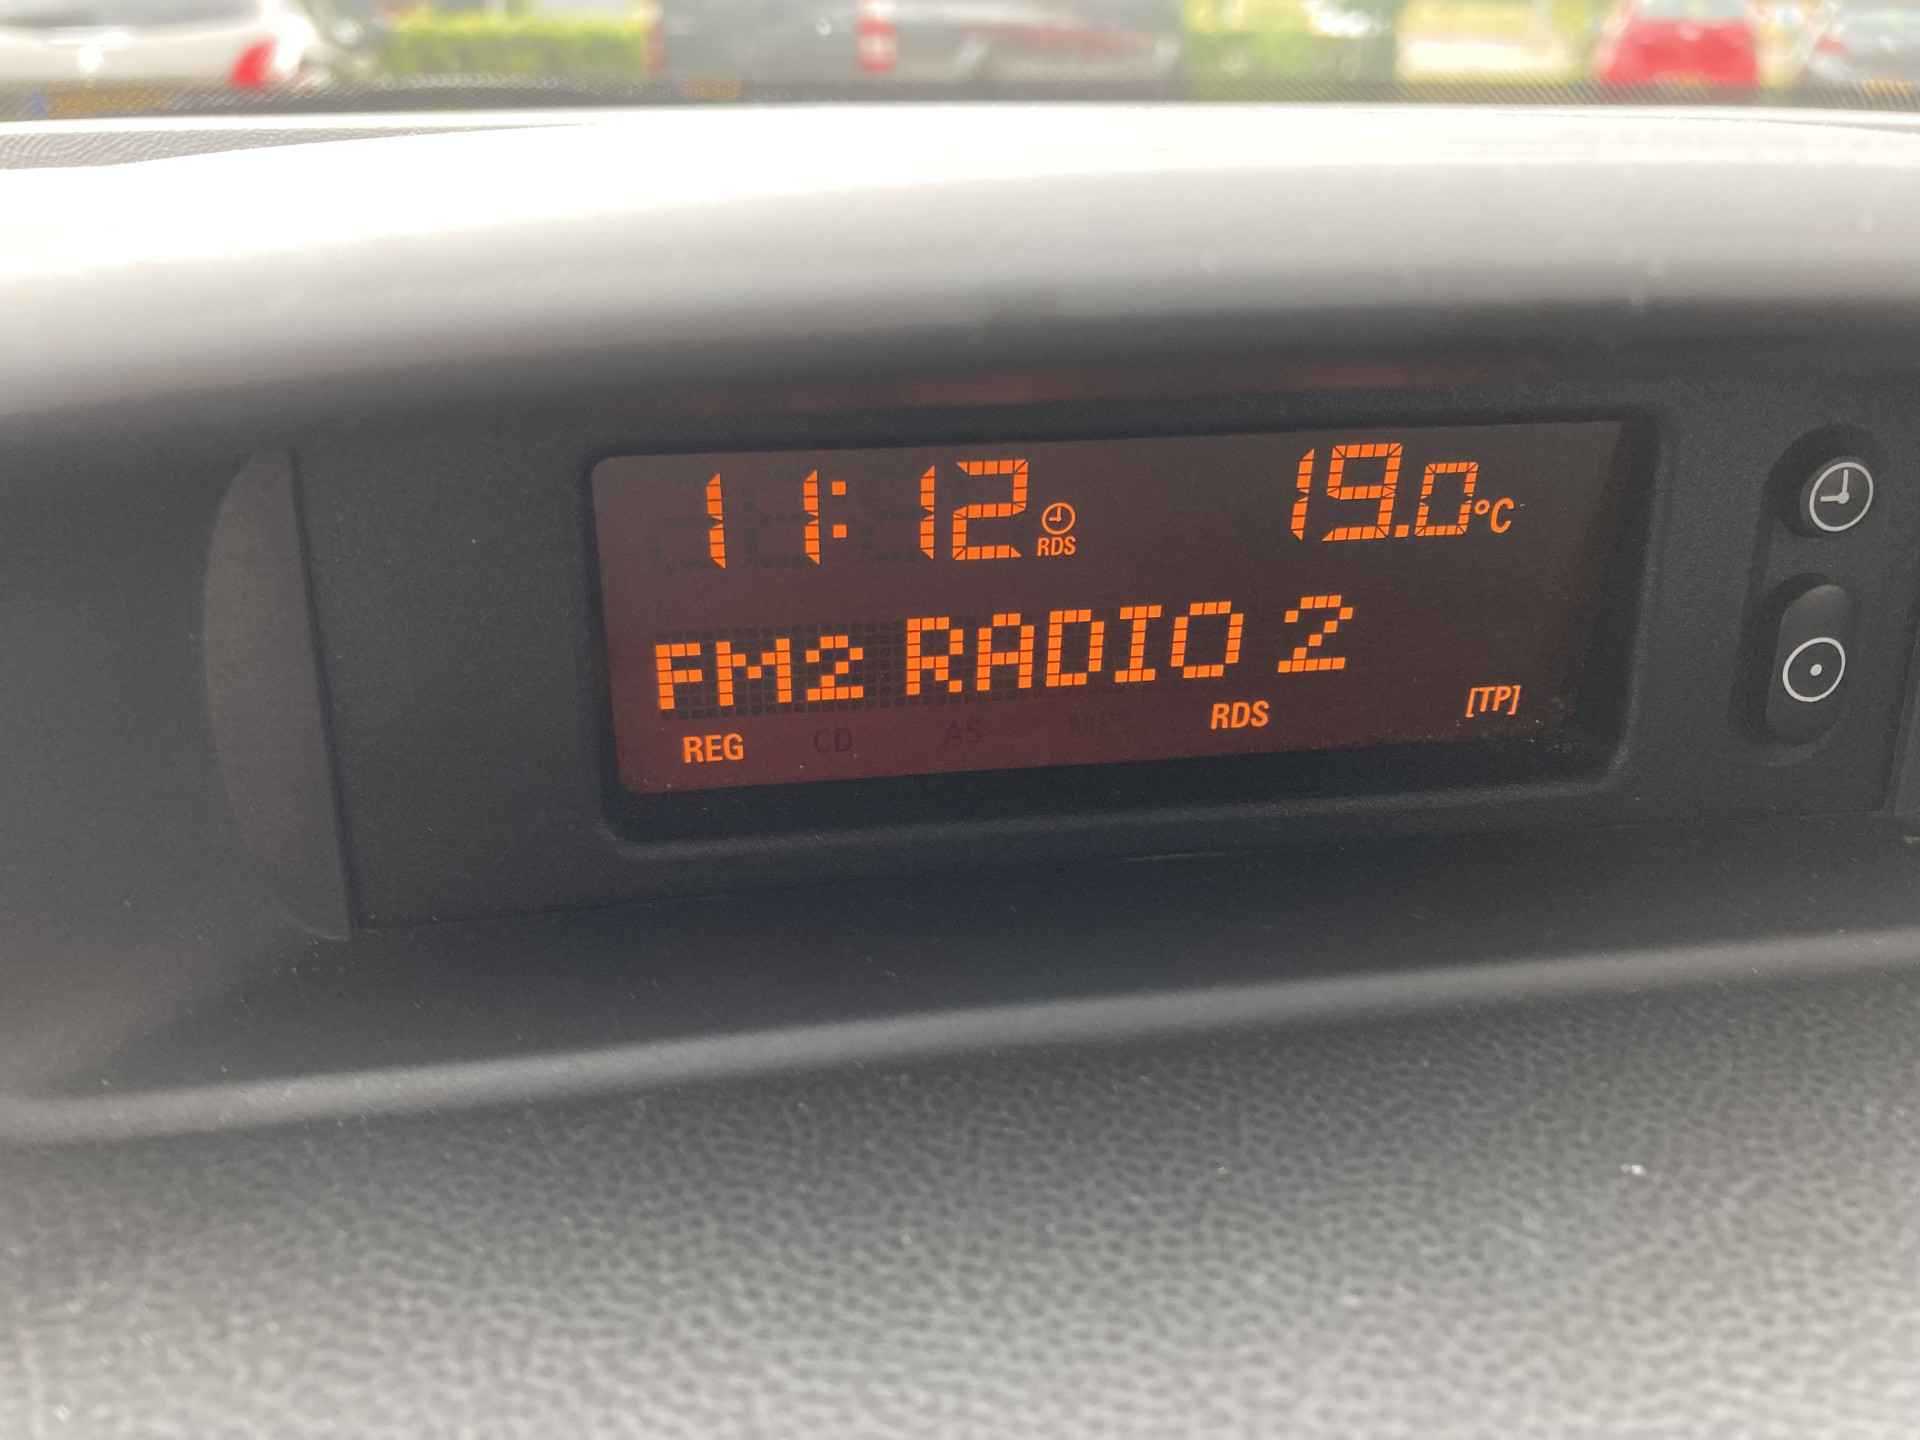 11:12 RDS 19.0°C
FM2 RADIO 2
REG CD AS RDS [TP]